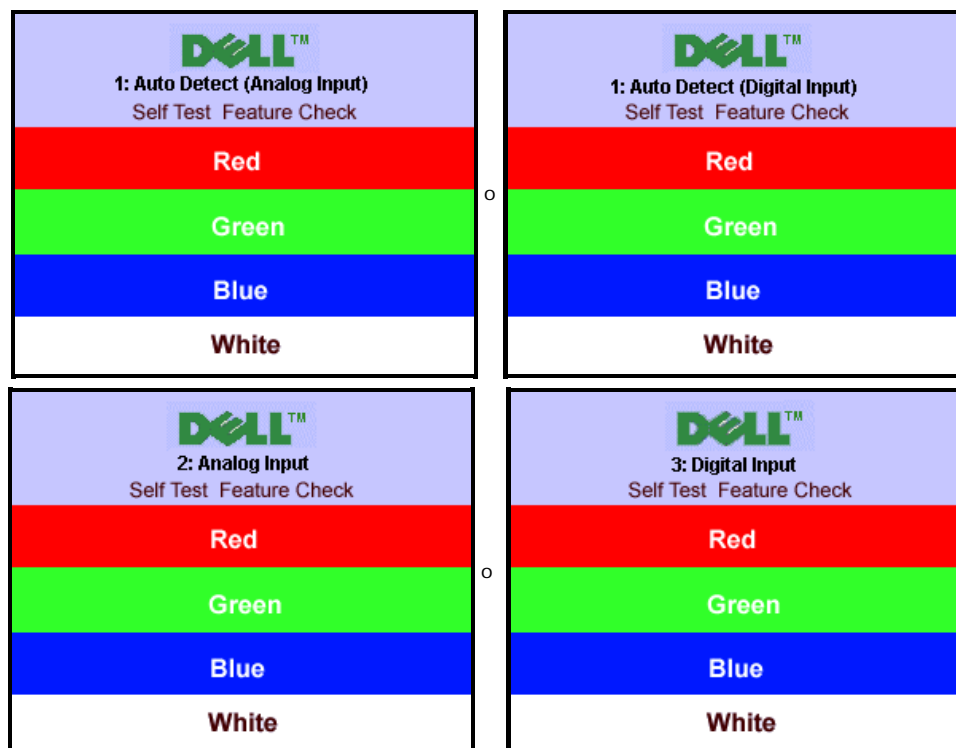 DELL™
1: Auto Detect (Analog Input)
Self Test Feature Check
Red
Green
Blue
White
o
DELL™
1: Auto Detect (Digital Input)
Self Test Feature Check
Red
Green
Blue
White
DELL™
2: Analog Input
Self Test Feature Check
Red
Green
Blue
White
o
DELL™
3: Digital Input
Self Test Feature Check
Red
Green
Blue
White